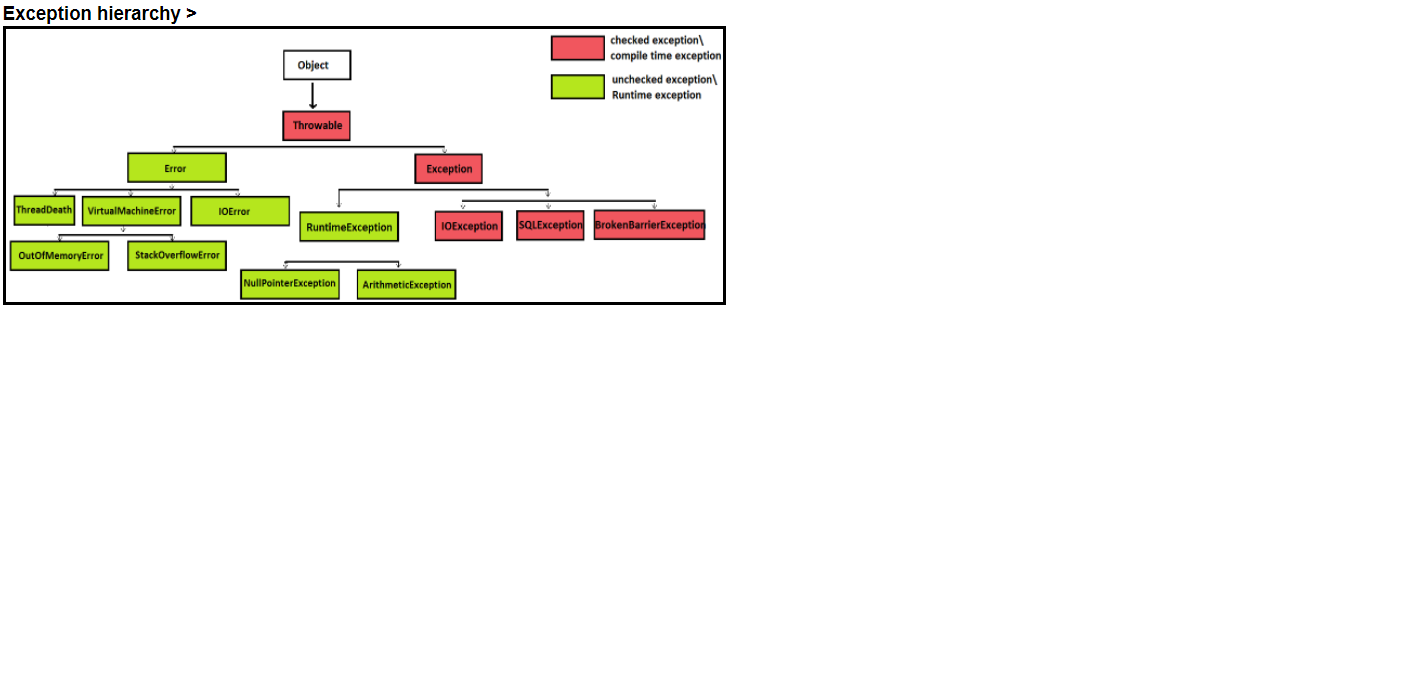 Exception hierarchy >
checked exception\
compile time exception
unchecked exception\
Runtime exception
Object
Throwable
Error
Exception
ThreadDeath
VirtualMachineError
IOError
RuntimeException
IOException
SQLException
BrokenBarrierException
OutOfMemoryError
StackOverflowError
NullPointerException
ArithmeticException